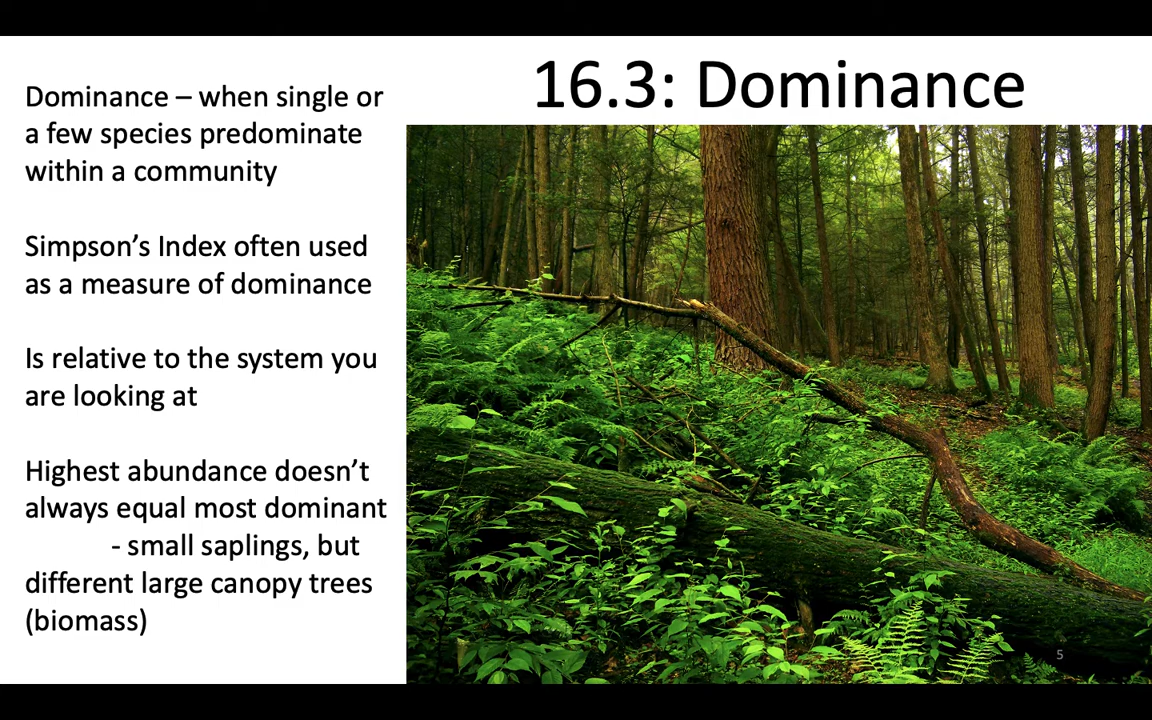 16.3: Dominance
Dominance – when single or
a few species predominate
within a community
Simpson’s Index often used
as a measure of dominance
Is relative to the system you
are looking at
Highest abundance doesn’t
always equal most dominant
- small saplings, but
different large canopy trees
(biomass)
5